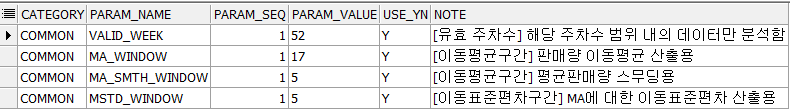 CATEGORY PARAM_NAME PARAM_SEQ PARAM_VALUE USE_YN NOTE
COMMON VALID_WEEK 1 52 Y [유효 주차수] 해당 주차수 범위 내의 데이터만 분석함
COMMON MA_WINDOW 1 17 Y [이동평균구간] 판매량 이동평균 산출용
COMMON MA_SMTH_WINDOW 1 5 Y [이동평균구간] 평균판매량 스무딩용
COMMON MSTD_WINDOW 1 5 Y [이동표준편차구간] MA에 대한 이동표준편차 산출용